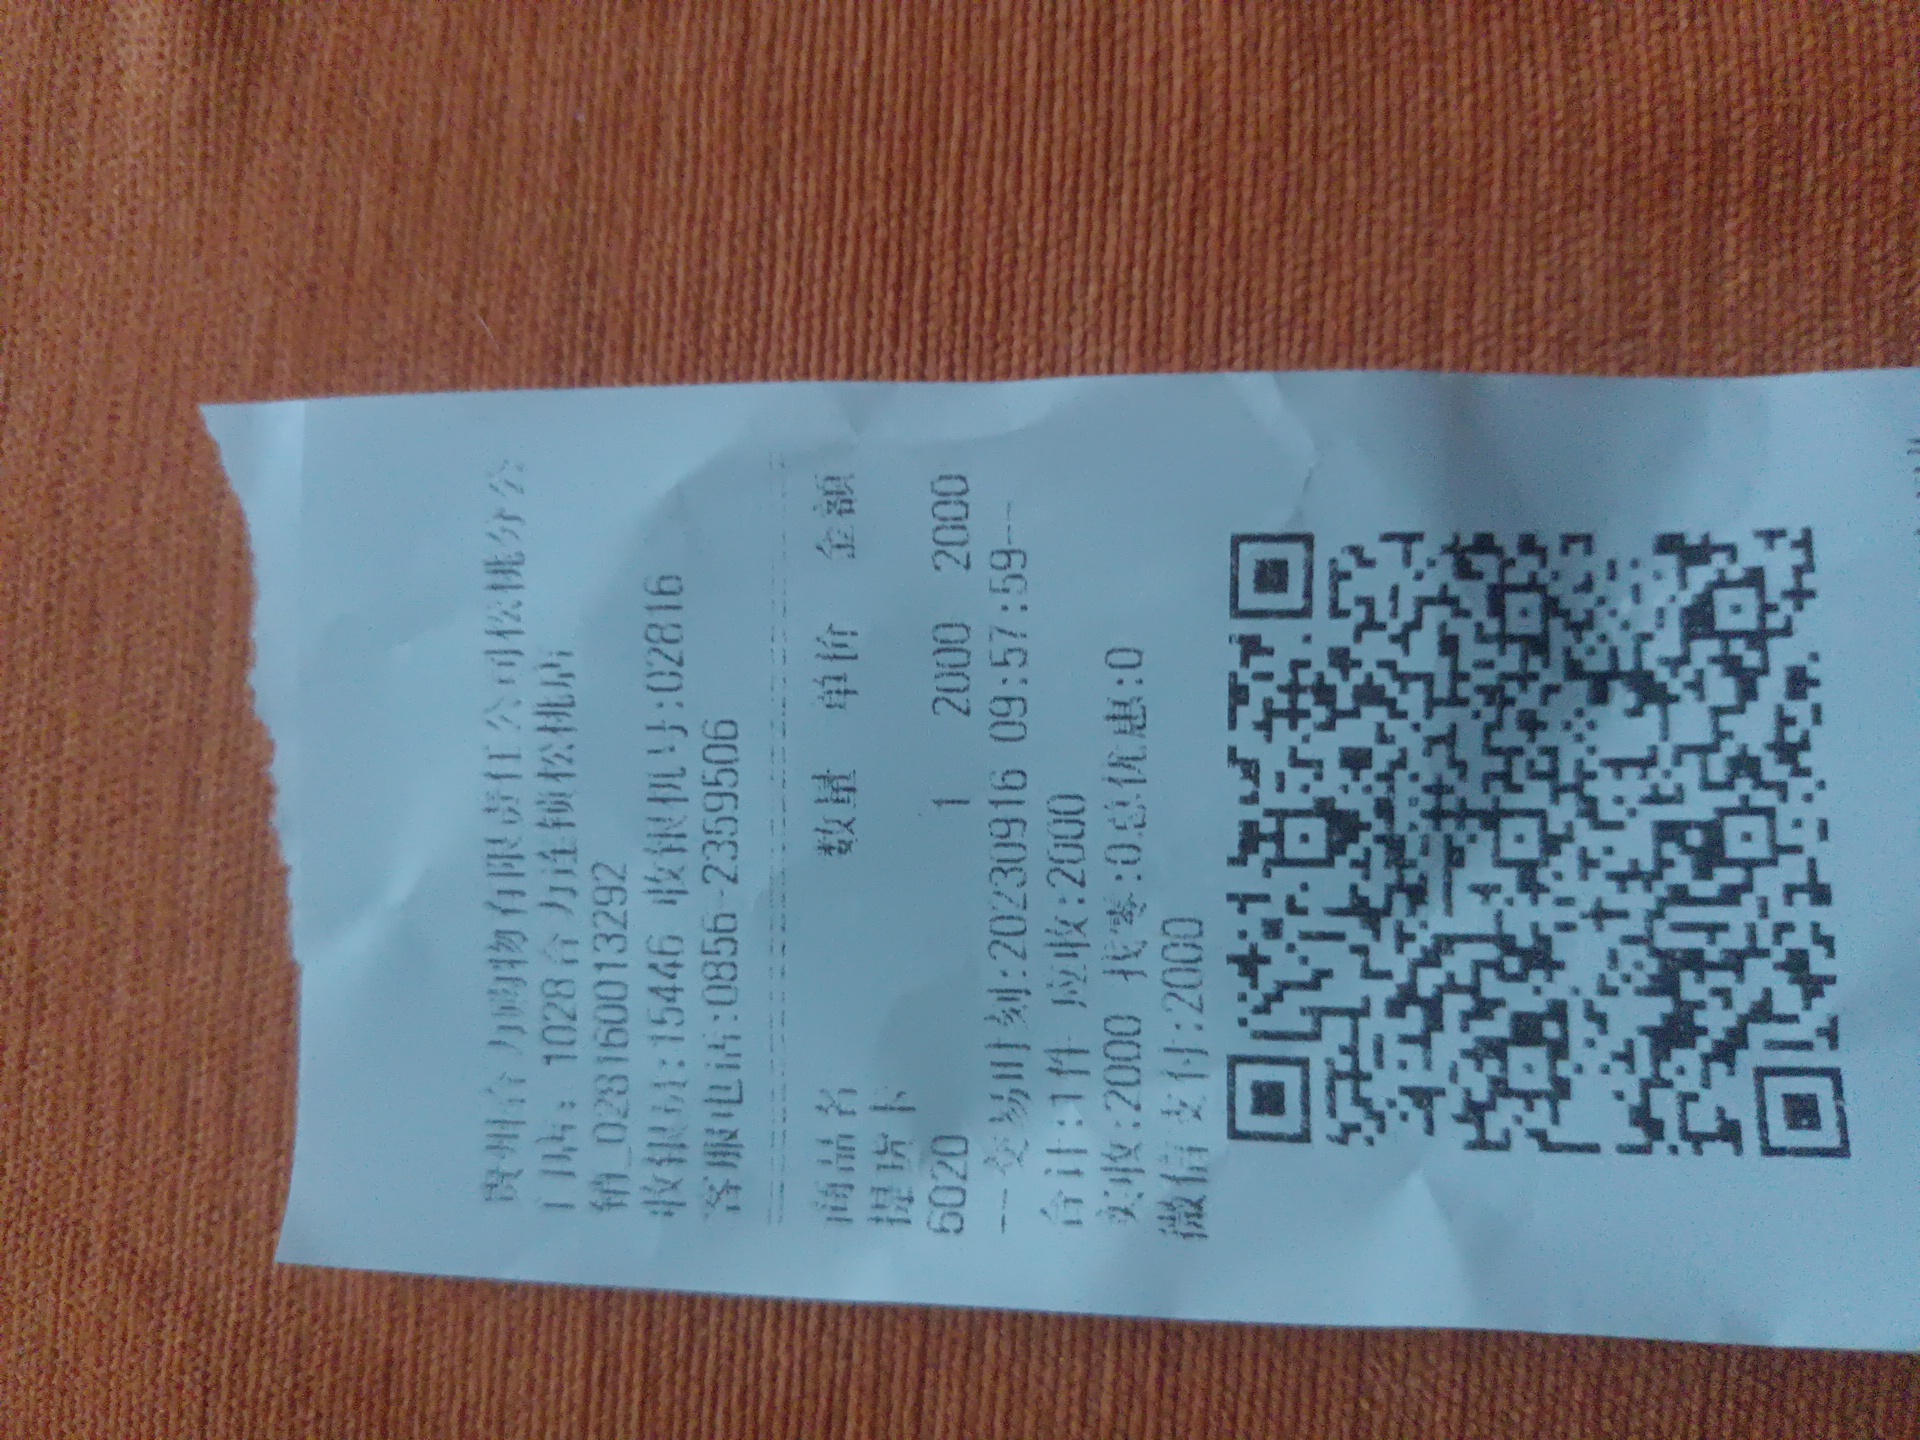 贵州合力购物有限责任公司松桃分公
门店: 1028合力连锁松桃店
销_028160013292
收银员:15446 收银机号:02816
客服电话:0856-2359506
商品名 数量 单价 金额
提货卡
6020 1 2000 2000
--交易时刻:20230916 09:57:59--
合计:1件 应收:2000
实收:2000 找零:0总优惠:0
微信支付:2000